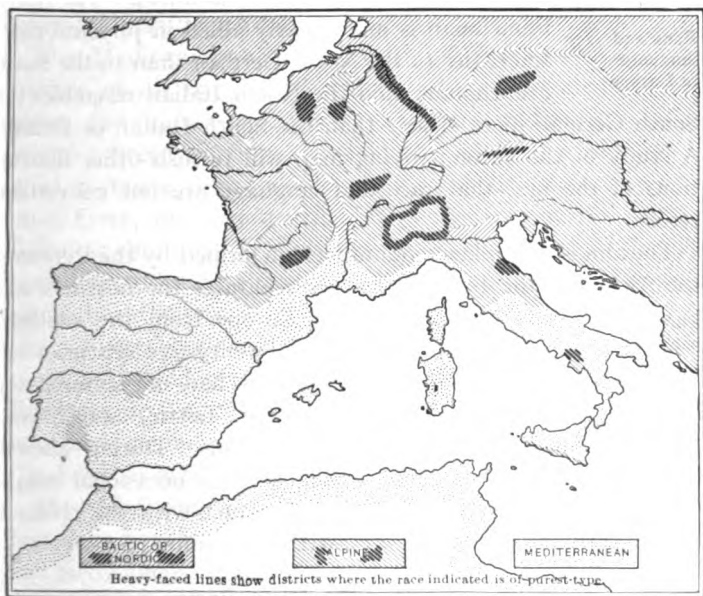 BALTIC OR
NORDIC
ALPINE
MEDITERRANEAN
Heavy-faced lines show districts where the race indicated is of purest type.